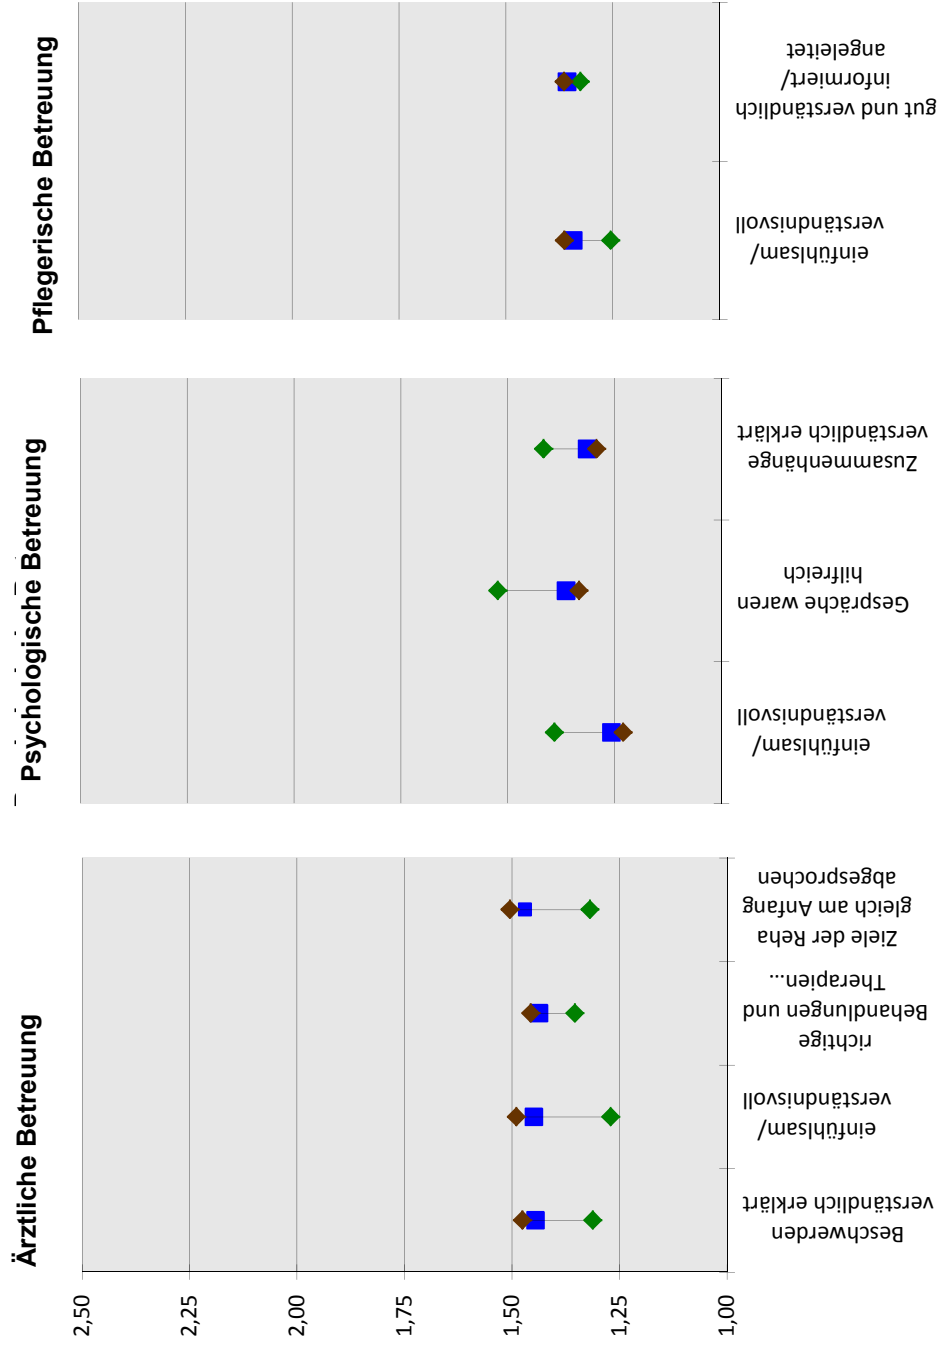 Ärztliche Betreuung
Psychologische Betreuung
Pflegerische Betreuung
2,50
2,25
2,00
1,75
1,50
1,25
1,00
Beschwerden
verständlich erklärt
einfühlsam/
verständnisvoll
richtige
Behandlungen und
Therapien...
Ziele der Reha
gleich am Anfang
abgesprochen
einfühlsam/
verständnisvoll
Gespräche waren
hilfreich
Zusammenhänge
verständlich erklärt
einfühlsam/
verständnisvoll
gut und verständlich
informiert/
angeleitet